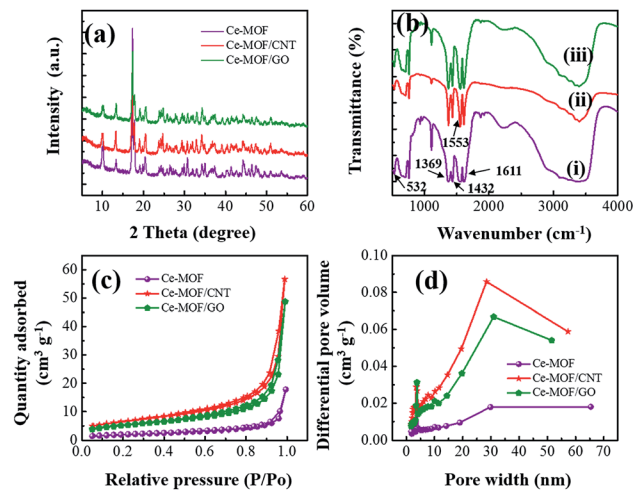 (a)
Ce-MOF
Ce-MOF/CNT
Ce-MOF/GO
Intensity (a.u.)
10 20 30 40 50 60
2 Theta (degree)
(b)
(iii)
(ii)
(i)
1553
1369
1611
532
1432
Transmittance (%)
1000 2000 3000 4000
Wavenumber (cm-1)
(c)
Ce-MOF
Ce-MOF/CNT
Ce-MOF/GO
Quantity adsorbed
(cm3 g-1)
60
50
40
30
20
10
0
0.0 0.2 0.4 0.6 0.8 1.0
Relative pressure (P/Po)
(d)
Ce-MOF
Ce-MOF/CNT
Ce-MOF/GO
Differential pore volume
(cm3 g-1)
0.10
0.08
0.06
0.04
0.02
0.00
0 10 20 30 40 50 60 70
Pore width (nm)